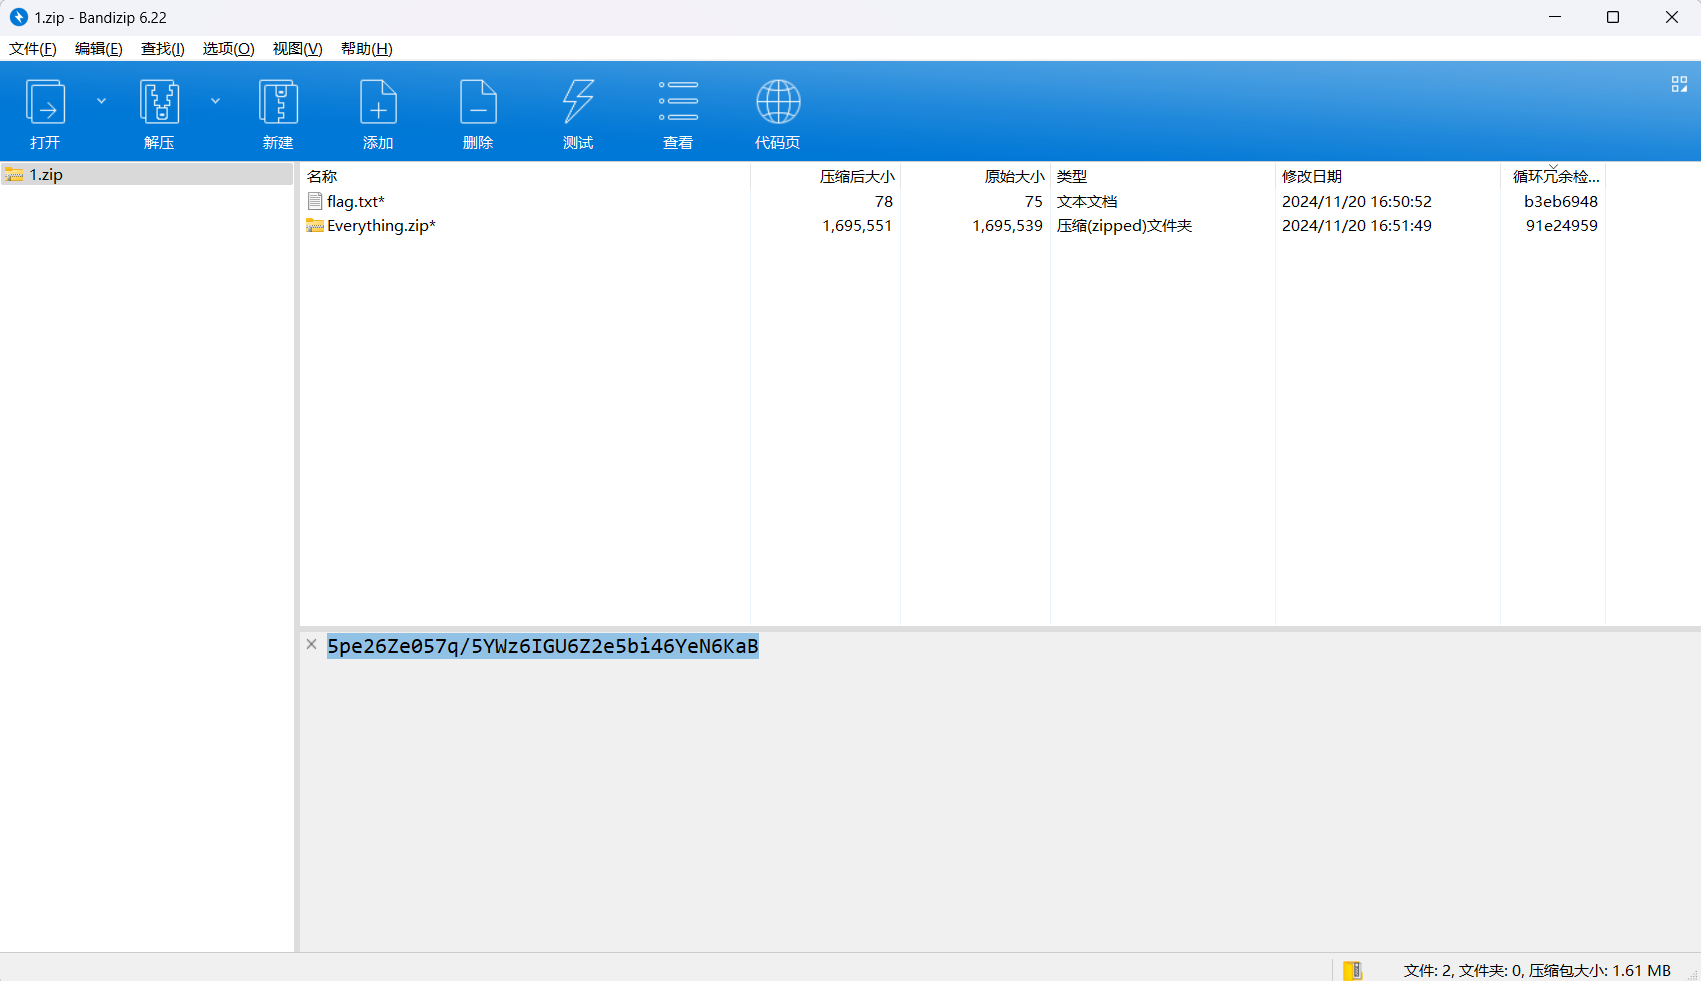 1.zip - Bandizip 6.22
文件(F) 编辑(E) 查找(I) 选项(O) 视图(V) 帮助(H)
打开 解压 新建 添加 删除 测试 查看 代码页
1.zip
名称 压缩后大小 原始大小 类型 修改日期 循环冗余检...
flag.txt* 78 75 文本文档 2024/11/20 16:50:52 b3eb6948
Everything.zip* 1,695,551 1,695,539 压缩(zipped)文件夹 2024/11/20 16:51:49 91e24959
5pe26Ze057q/5YWz6IGU6Z2e5bi46YeN6KaB
文件: 2, 文件夹: 0, 压缩包大小: 1.61 MB